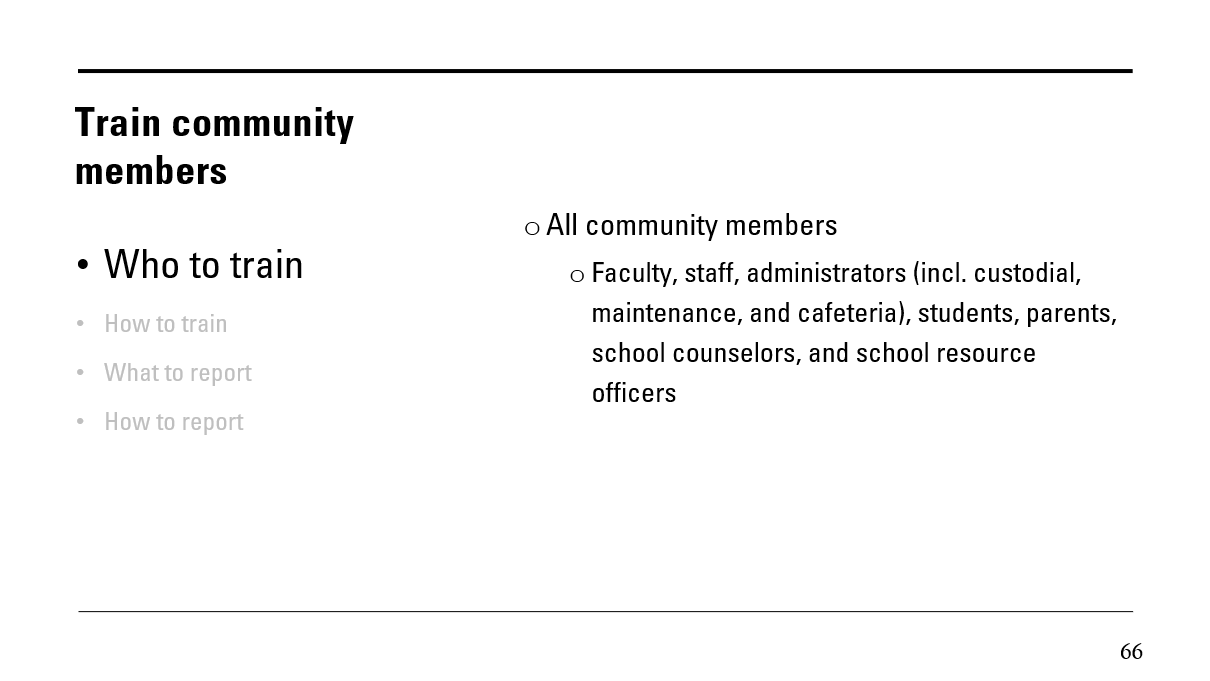 Train community
members
• Who to train
• How to train
• What to report
• How to report
○ All community members
○ Faculty, staff, administrators (incl. custodial,
maintenance, and cafeteria), students, parents,
school counselors, and school resource
officers
66